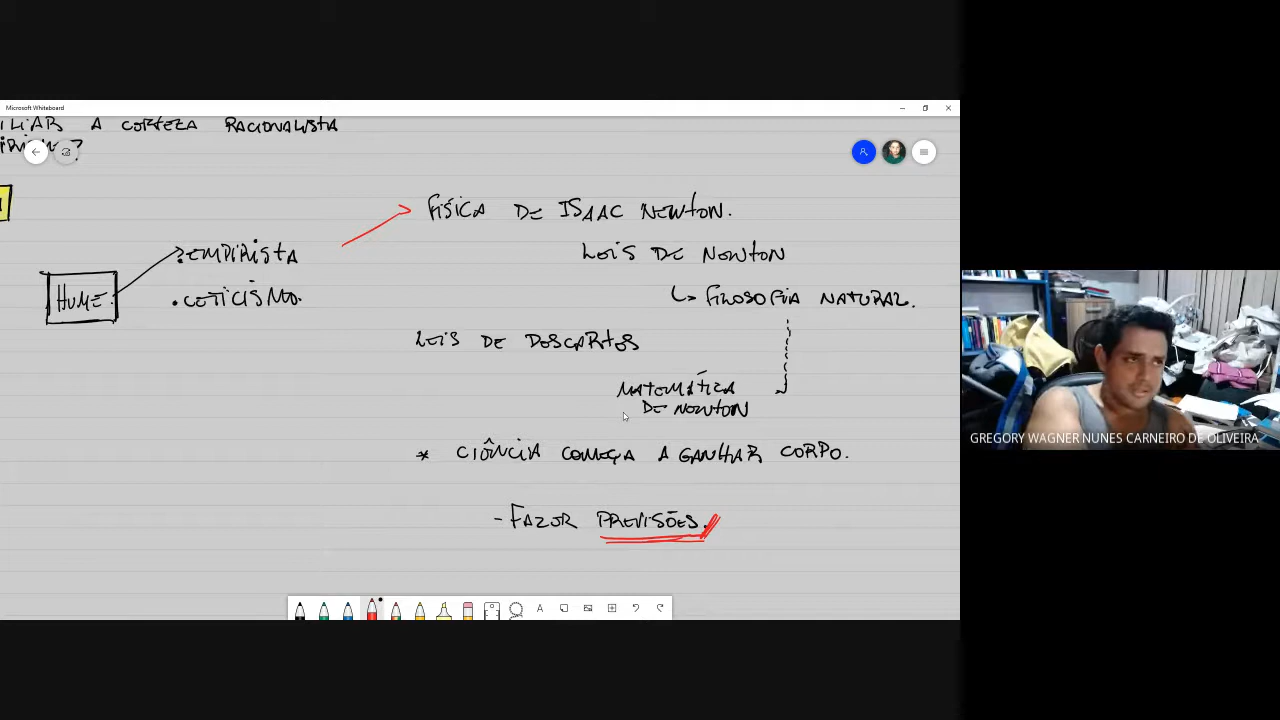 Microsoft Whiteboard
ILIAR A CERTEZA RACIONALISTA
?
FÍSICA DE ISAAC NEWTON.
LEIS DE NEWTON
.EMPIRISTA
HUME.
.CETICISMO.
↳ FILOSOFIA NATURAL.
LEIS DE DESCARTES
MATEMÁTICA
DE NEWTON
* CIÊNCIA COMEÇA A GANHAR CORPO.
- FAZER PREVISÕES.
GREGORY WAGNER NUNES CARNEIRO DE OLIVEIRA